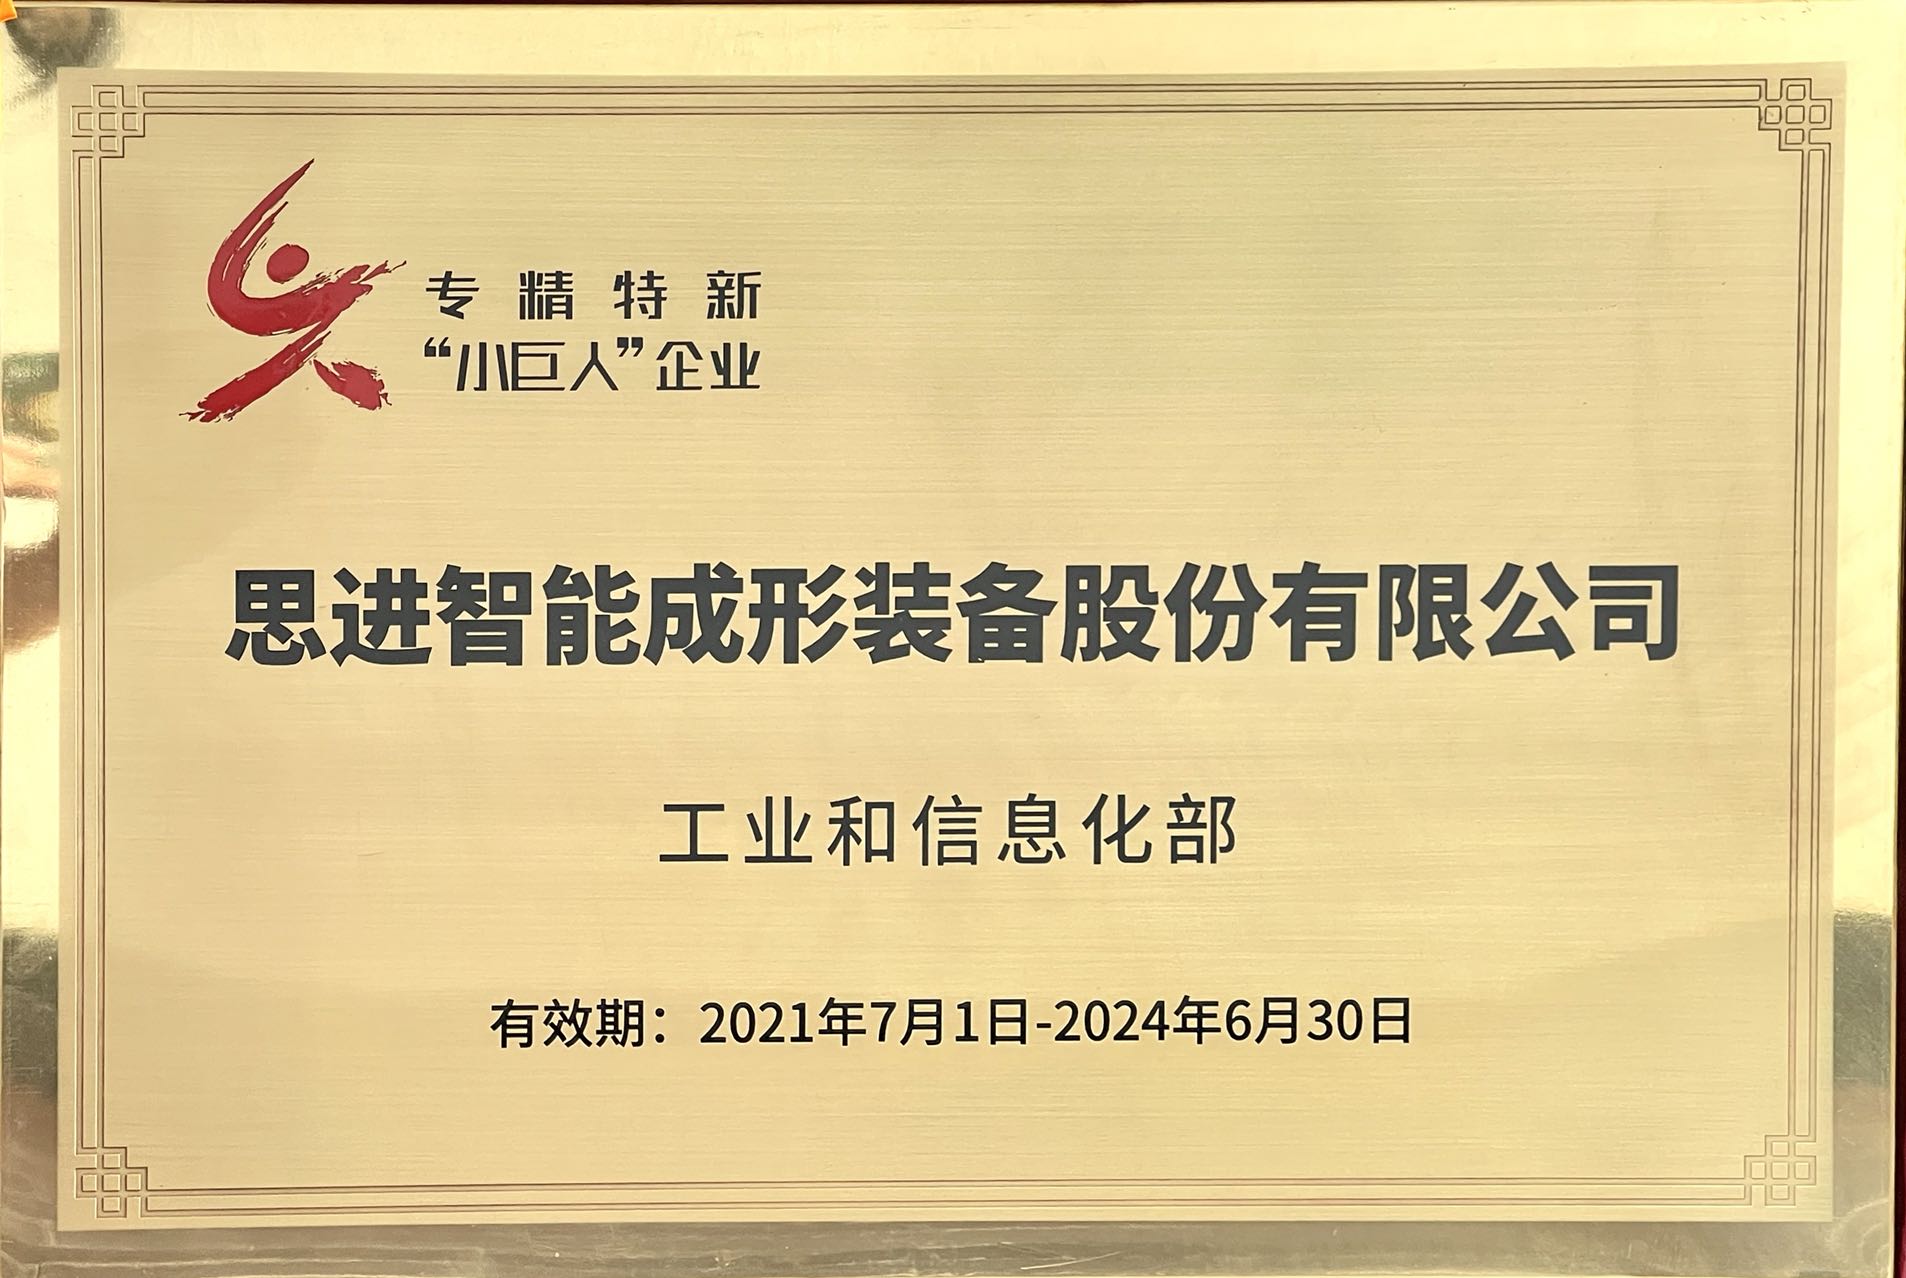 专精特新
“小巨人”企业
思进智能成形装备股份有限公司
工业和信息化部
有效期：2021年7月1日-2024年6月30日